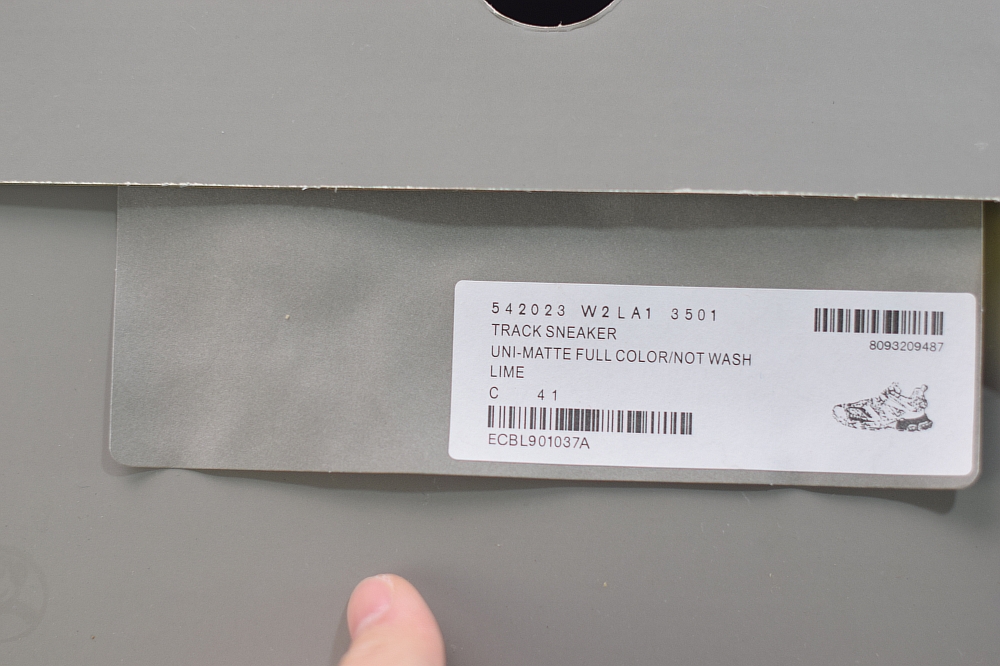 542023 W2LA1 3501
TRACK SNEAKER
UNI-MATTE FULL COLOR/NOT WASH
LIME
C 41
ECBL901037A
8093209487